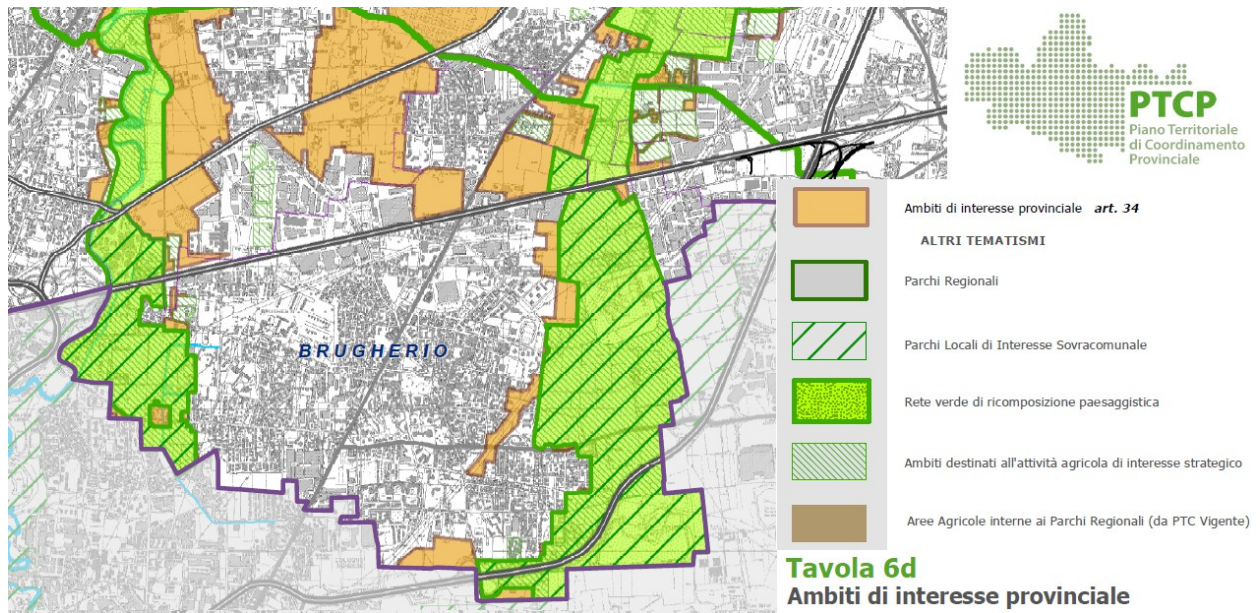 BRUGHERIO
PTCP
Piano Territoriale
di Coordinamento
Provinciale
Ambiti di interesse provinciale art. 34
ALTRI TEMATISMI
Parchi Regionali
Parchi Locali di Interesse Sovracomunale
Rete verde di ricomposizione paesaggistica
Ambiti destinati all'attività agricola di interesse strategico
Aree Agricole interne ai Parchi Regionali (da PTC Vigente)
Tavola 6d
Ambiti di interesse provinciale